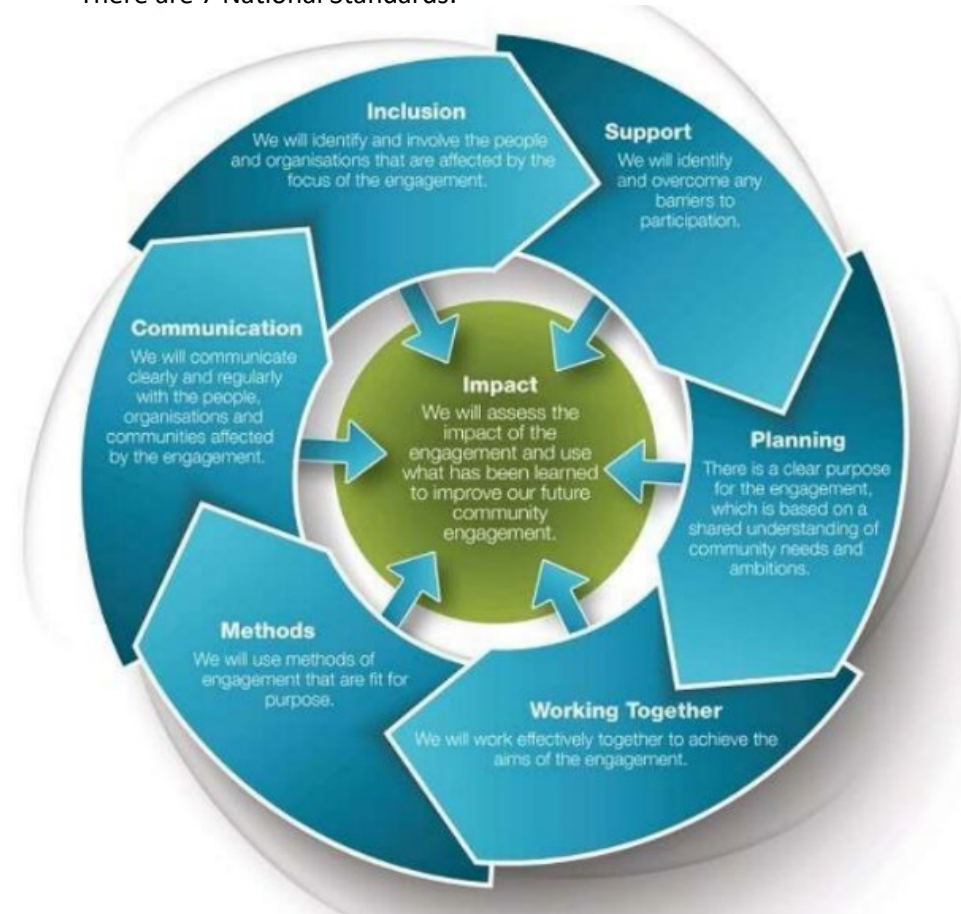 There are 7 National Standards:
Inclusion
We will identify and involve the people
and organisations that are affected by the
focus of the engagement.
Support
We will identify
and overcome any
barriers to
participation.
Planning
There is a clear purpose
for the engagement,
which is based on a
shared understanding of
community needs and
ambitions.
Working Together
We will work effectively together to achieve the
aims of the engagement.
Methods
We will use methods of
engagement that are fit for
purpose.
Communication
We will communicate
clearly and regularly
with the people,
organisations and
communities affected
by the engagement.
Impact
We will assess the
impact of the
engagement and use
what has been learned
to improve our future
community
engagement.